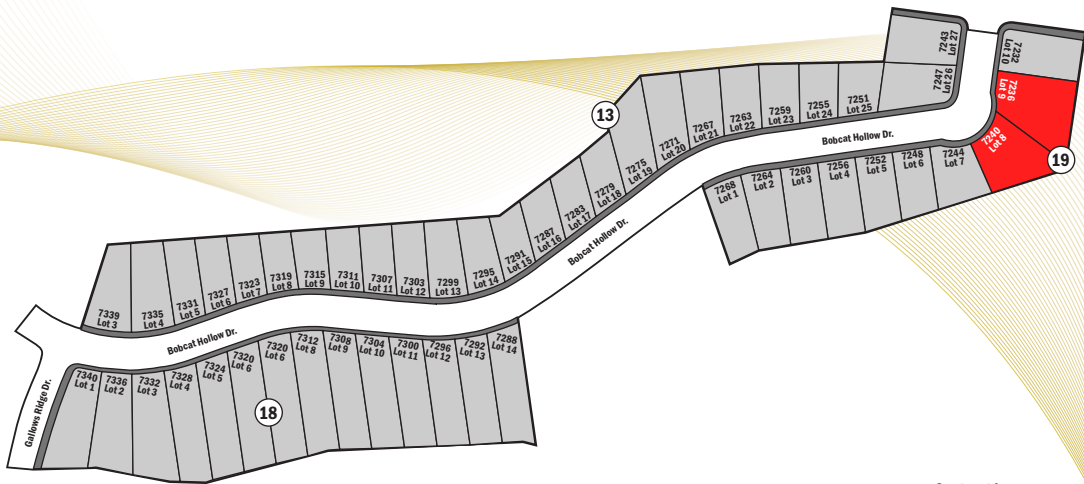 7243
Lot 27
7247
Lot 26
7232
Lot 10
7236
Lot 9
7240
Lot 8
19
13
7251
Lot 25
7255
Lot 24
7259
Lot 23
7263
Lot 22
7267
Lot 21
7271
Lot 20
7275
Lot 19
7279
Lot 18
7283
Lot 17
7287
Lot 16
7291
Lot 15
7295
Lot 14
7299
Lot 13
7303
Lot 12
7307
Lot 11
7311
Lot 10
7315
Lot 9
7319
Lot 8
7323
Lot 7
7327
Lot 6
7331
Lot 5
7335
Lot 4
7339
Lot 3
Bobcat Hollow Dr.
Bobcat Hollow Dr.
Bobcat Hollow Dr.
7268
Lot 1
7264
Lot 2
7260
Lot 3
7256
Lot 4
7252
Lot 5
7248
Lot 6
7244
Lot 7
Gallows Ridge Dr.
7340
Lot 1
7336
Lot 2
7332
Lot 3
7328
Lot 4
7324
Lot 5
7320
Lot 6
7320
Lot 6
7312
Lot 8
7308
Lot 9
7304
Lot 10
7300
Lot 11
7296
Lot 12
7292
Lot 13
7288
Lot 14
18